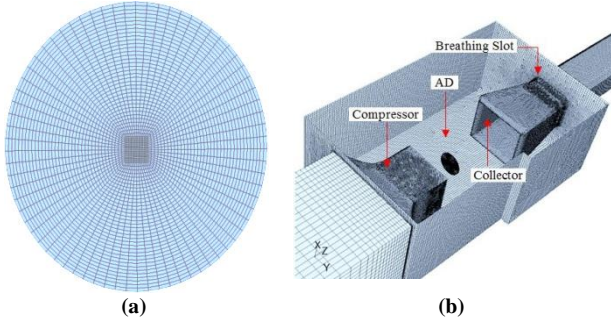 Breathing Slot
AD
Compressor
Collector
X
Z
Y
(a)
(b)